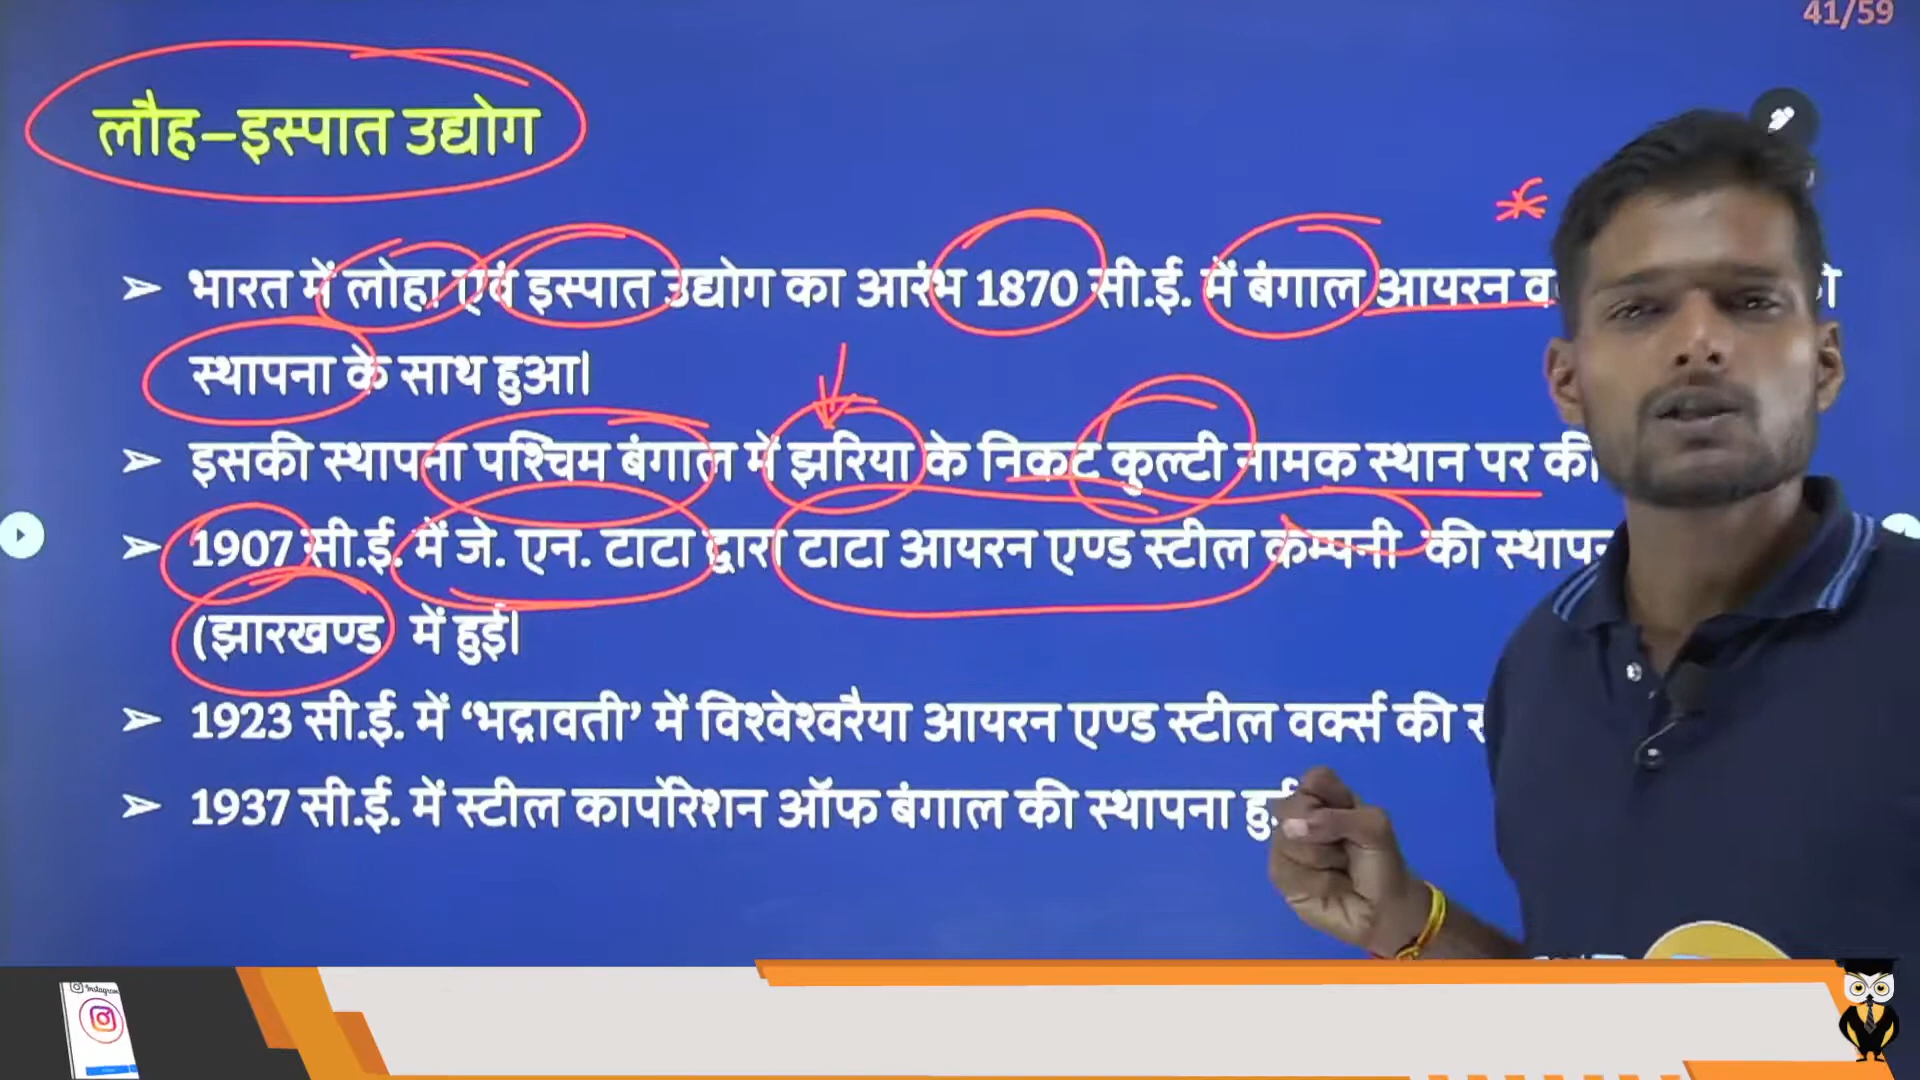 41/59
लौह–इस्पात उद्योग
➢ भारत में लोहा एवं इस्पात उद्योग का आरंभ 1870 सी.ई. में बंगाल आयरन
स्थापना के साथ हुआ।
➢ इसकी स्थापना पश्चिम बंगाल में झरिया के निकट कुल्टी नामक स्थान पर की
➢ 1907 सी.ई. में जे. एन. टाटा द्वारा टाटा आयरन एण्ड स्टील कम्पनी की
(झारखण्ड में हुई।
➢ 1923 सी.ई. में ‘भद्रावती’ में विश्वेश्वरैया आयरन एण्ड स्टील वर्क्स की
➢ 1937 सी.ई. में स्टील कार्पोरेशन ऑफ बंगाल की स्थापना
Instagram